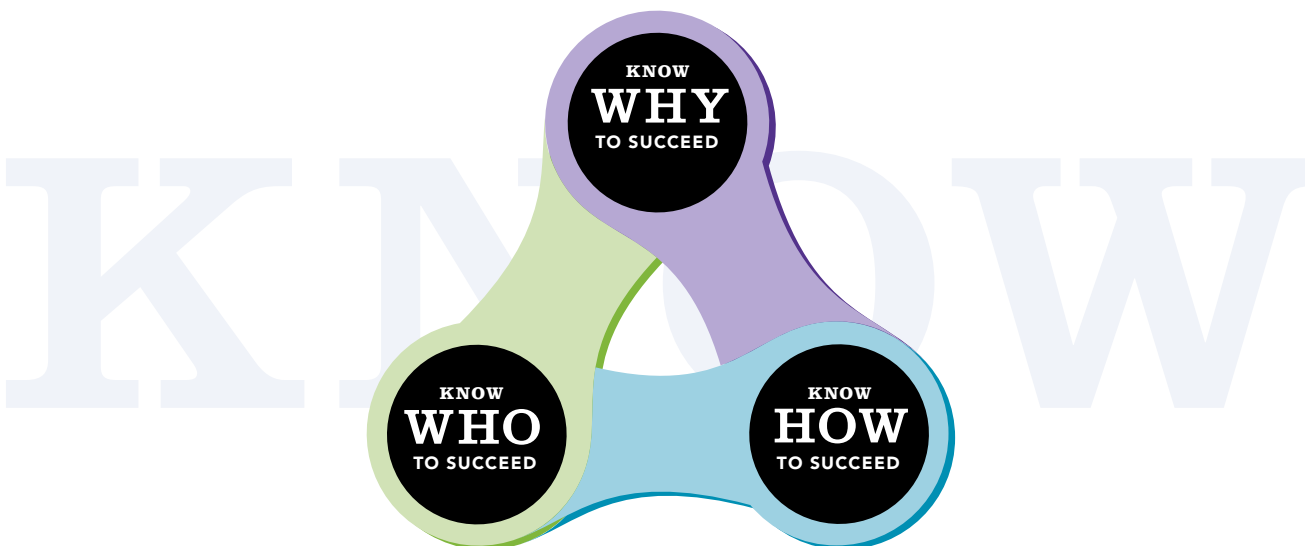 KNOW
KNOW
WHY
TO SUCCEED
KNOW
WHO
TO SUCCEED
KNOW
HOW
TO SUCCEED